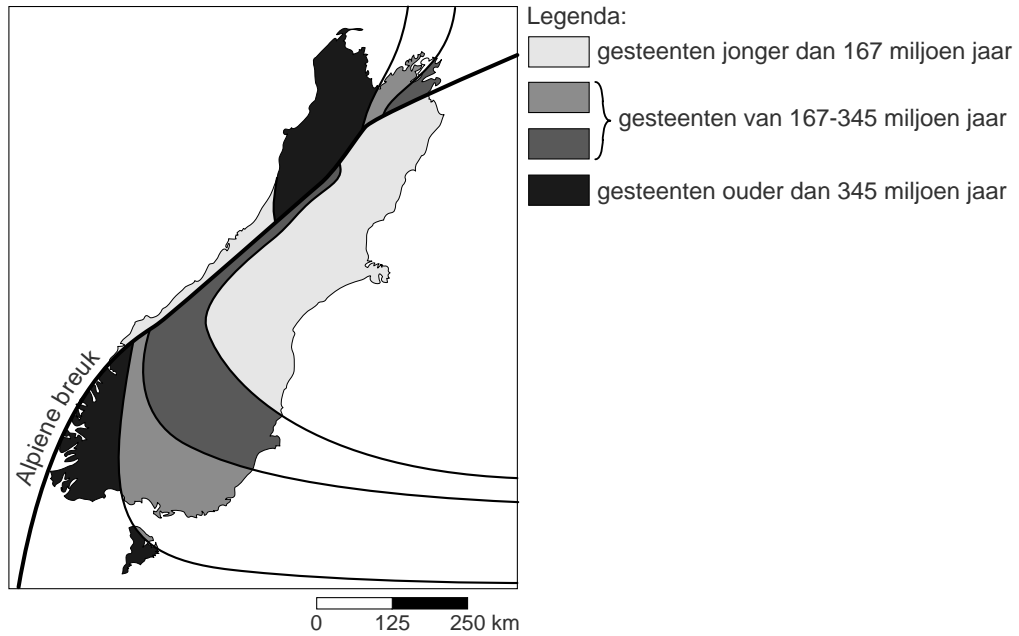 Legenda:
gesteenten jonger dan 167 miljoen jaar
gesteenten van 167-345 miljoen jaar
gesteenten ouder dan 345 miljoen jaar
Alpiene breuk
0 125 250 km